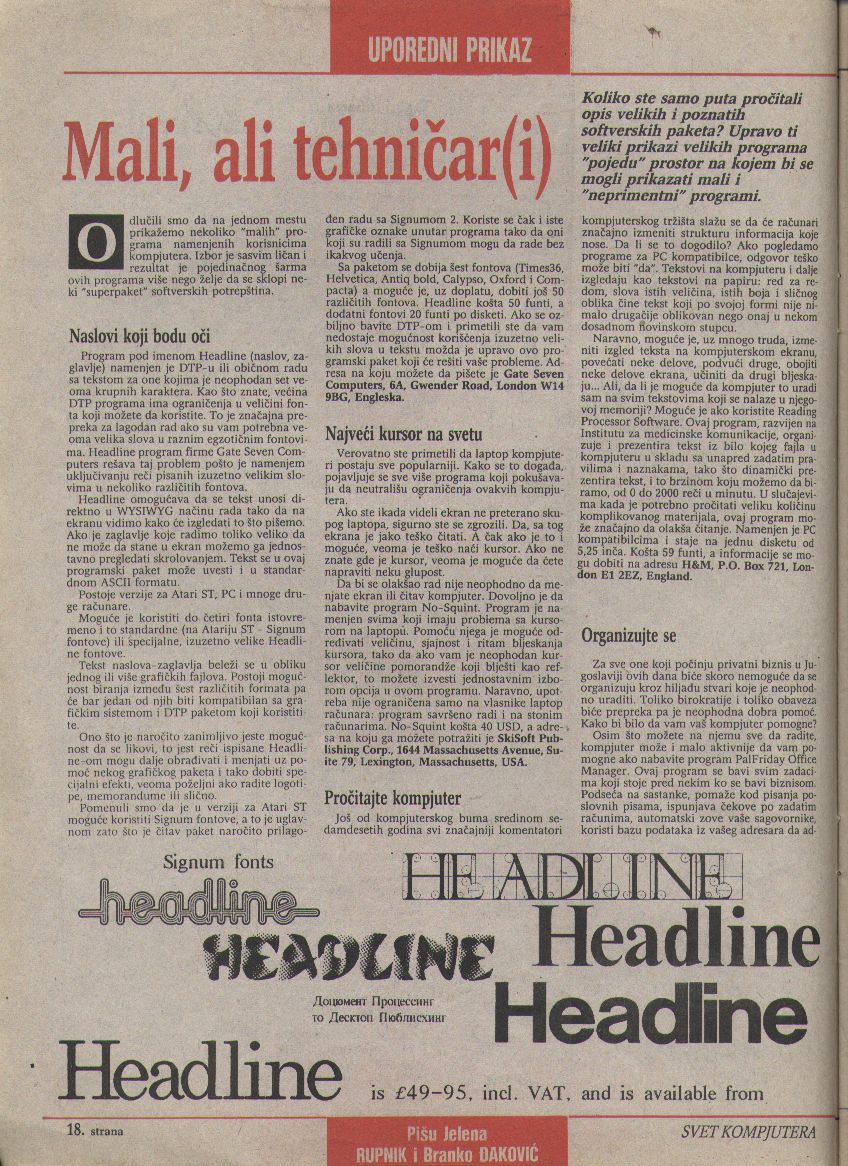 UPOREDNI PRIKAZ
Mali, ali tehničar(i)
Koliko ste samo puta pročitali
opis velikih i poznatih
softverskih paketa? Upravo ti
veliki prikazi velikih programa
"pojedu" prostor na kojem bi se
mogli prikazati mali i
"neprimentni" programi.
Odlučili smo da na jednom mestu
prikažemo nekoliko "malih" pro-
grama namenjenih korisnicima
kompjutera. Izbor je sasvim ličan i
rezultat je pojedinačnog šarma
ovih programa više nego želje da se sklopi ne-
ki "superpaket" softverskih potrepština.
Naslovi koji bodu oči
Program pod imenom Headline (naslov, za-
glavlje) namenjen je DTP-u ili običnom radu
sa tekstom za one kojima je neophodan set ve-
oma krupnih karaktera. Kao što znate, većina
DTP programa ima ograničenja u veličini fon-
ta koji možete da koristite. To je značajna pre-
preka za lagodan rad ako su vam potrebna ve-
oma velika slova u raznim egzotičnim fontovi-
ma. Headline program firme Gate Seven Com-
puters rešava taj problem pošto je namenjem
uključivanju reči pisanih izuzetno velikim slo-
vima u nekoliko različitih fontova.
Headline omogućava da se tekst unosi di-
rektno u WYSIWYG načinu rada tako da na
ekranu vidimo kako će izgledati to što pišemo.
Ako je zaglavlje koje radimo toliko veliko da
ne može da stane u ekran možemo ga jednos-
tavno pregledati skrolovanjem. Tekst se u ovaj
programski paket može uvesti i u standar-
dnom ASCII formatu.
Postoje verzije za Atari ST, PC i mnoge dru-
ge računare.
Moguće je koristiti do četiri fonta istovre-
meno i to standardne (na Atariju ST - Signum
fontove) ili specijalne, izuzetno velike Headli-
ne fontove.
Tekst naslova-zaglavlja beleži se u obliku
jednog ili više grafičkih fajlova. Postoji moguć-
nost biranja između šest različitih formata pa
će bar jedan od njih biti kompatibilan sa gra-
fičkim sistemom i DTP paketom koji koristiti-
te.
Ono što je naročito zanimljivo jeste moguć-
nost da se likovi, to jest reči ispisane Headli-
ne-om mogu dalje obrađivati i menjati uz po-
moć nekog grafičkog paketa i tako dobiti spe-
cijalni efekti, veoma poželjni ako radite logoti-
pe, memorandume ili slično.
Pomenuli smo da je u verziji za Atari ST
moguće koristiti Signum fontove, a to je uglav-
nom zato što je čitav paket naročito prilago-
đen radu sa Signumom 2. Koriste se čak i iste
grafičke oznake unutar programa tako da oni
koji su radili sa Signumom mogu da rade bez
ikakvog učenja.
Sa paketom se dobija šest fontova (Times36,
Helvetica, Antiq bold, Calypso, Oxford i Com-
pacta) a moguće je, uz doplatu, dobiti još 50
različitih fontova. Headline košta 50 funti, a
dodatni fontovi 20 funti po disketi. Ako se oz-
biljno bavite DTP-om i primetili ste da vam
nedostaje mogućnost korišćenja izuzetno veli-
kih slova u tekstu možda je upravo ovo pro-
gramski paket koji će rešiti vaše probleme. Ad-
resa na koju možete da pišete je Gate Seven
Computers, 6A, Gwender Road, London W14
9BG, Engleska.
Najveći kursor na svetu
Verovatno ste primetili da laptop kompjute-
ri postaju sve popularniji. Kako se to događa,
pojavljuje se sve više programa koji pokušava-
ju da neutrališu ograničenja ovakvih kompju-
tera.
Ako ste ikada videli ekran ne preterano sku-
pog laptopa, sigurno ste se zgrozili. Da, sa tog
ekrana je jako teško čitati. A čak ako je to i
moguće, veoma je teško naći kursor. Ako ne
znate gde je kursor, veoma je moguće da ćete
napraviti neku glupost.
Da bi se olakšao rad nije neophodno da me-
njate ekran ili čitav kompjuter. Dovoljno je da
nabavite program No-Squint. Program je na-
menjen svima koji imaju problema sa kurso-
rom na laptopu. Pomoću njega je moguće od-
ređivati veličinu, sjajnost i ritam bljeskanja
kursora, tako da ako vam je neophodan kur-
sor veličine pomorandže koji blješti kao ref-
lektor, to možete izvesti jednostavnim izbo-
rom opcija u ovom programu. Naravno, upot-
reba nije ograničena samo na vlasnike laptop
računara: program savršeno radi i na stonim
računarima. No-Squint košta 40 USD, a adre-
sa na koju ga možete potražiti je SkiSoft Pub-
lishing Corp., 1644 Massachusetts Avenue, Su-
ite 79, Lexington, Massachusetts, USA.
Pročitajte kompjuter
Još od kompjuterskog buma sredinom se-
damdesetih godina svi značajniji komentatori
kompjuterskog tržišta slažu se da će računari
značajno izmeniti strukturu informacija koje
nose. Da li se to dogodilo? Ako pogledamo
programe za PC kompatibilce, odgovor teško
može biti "da". Tekstovi na kompjuteru i dalje
izgledaju kao tekstovi na papiru: red za re-
dom, slova istih veličina, istih boja i sličnog
oblika čine tekst koji po svojoj formi nije ni-
malo drugačije oblikovan nego onaj u nekom
dosadnom novinskom stupcu.
Naravno, moguće je, uz mnogo truda, izme-
niti izgled teksta na kompjuterskom ekranu,
povećati neke delove, podvući druge, obojiti
neke delove ekrana, učiniti da drugi bljeska-
ju... Ali, da li je moguće da kompjuter to uradi
sam na svim tekstovima koji se nalaze u njego-
voj memoriji? Moguće je ako koristite Reading
Processor Software. Ovaj program, razvijen na
Institutu za medicinske komunikacije, organi-
zuje i prezentira tekst iz bilo kojeg fajla u
kompjuteru u skladu sa unapred zadatim pra-
vilima i naznakama, tako što dinamički pre-
zentira tekst, i to brzinom koju možemo da bi-
ramo, od 0 do 2000 reči u minutu. U slučajevi-
ma kada je potrebno pročitati veliku količinu
komplikovanog materijala, ovaj program mo-
že značajno da olakša čitanje. Namenjen je PC
kompatibilcima i staje na jednu disketu od
5,25 inča. Košta 59 funti, a informacije se mo-
gu dobiti na adresu H&M, P.O. Box 721, Lon-
don E1 2EZ, England.
Organizujte se
Za sve one koji počinju privatni biznis u Ju-
goslaviji ovih dana biće skoro nemoguće da se
organizuju kroz hiljadu stvari koje je neophod-
no uraditi. Toliko birokratije i toliko obaveza
biće prepreka pa je neophodna dobra pomoć.
Kako bi bilo da vam vaš kompjuter pomogne?
Osim što možete na njemu sve da radite,
kompjuter može i malo aktivnije da vam po-
mogne ako nabavite program PalFriday Office
Manager. Ovaj program se bavi svim zadaci-
ma koji stoje pred nekim ko se bavi biznisom.
Podseća na sastanke, pomaže kod pisanja po-
slovnih pisama, ispunjava čekove po zadatim
računima, automatski zove vaše sagovornike,
koristi bazu podataka iz vašeg adresara da ad-
Signum fonts
headline
HEADLINE
HEADLINE
Headline
Доцюмент Процессинг
то Десктоп Пюблисхинг
Headline
Headline is £49-95, incl. VAT, and is available from
18. strana
Pišu Jelena
RUPNIK i Branko ĐAKOVIĆ
SVET KOMPJUTERA